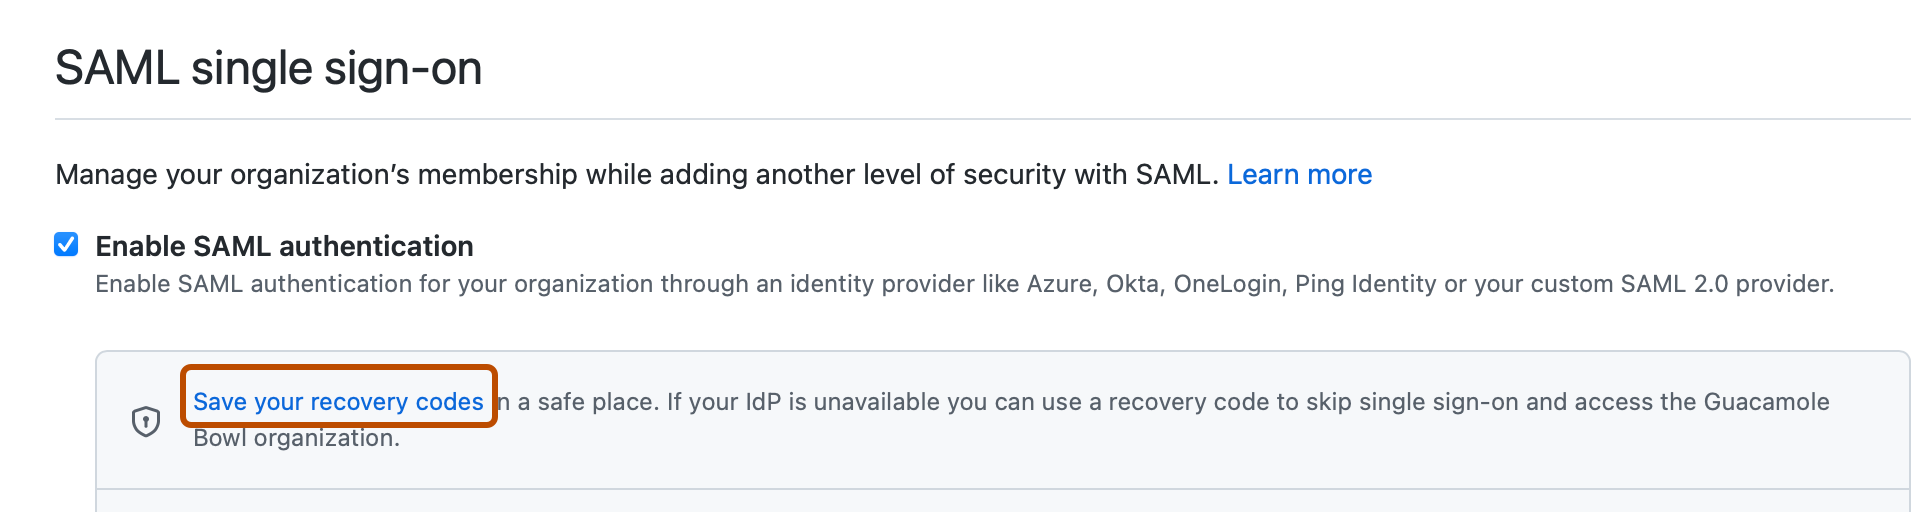 SAML single sign-on
Manage your organization's membership while adding another level of security with SAML. Learn more
Enable SAML authentication
Enable SAML authentication for your organization through an identity provider like Azure, Okta, OneLogin, Ping Identity or your custom SAML 2.0 provider.
Save your recovery codes in a safe place. If your IdP is unavailable you can use a recovery code to skip single sign-on and access the Guacamole
Bowl organization.